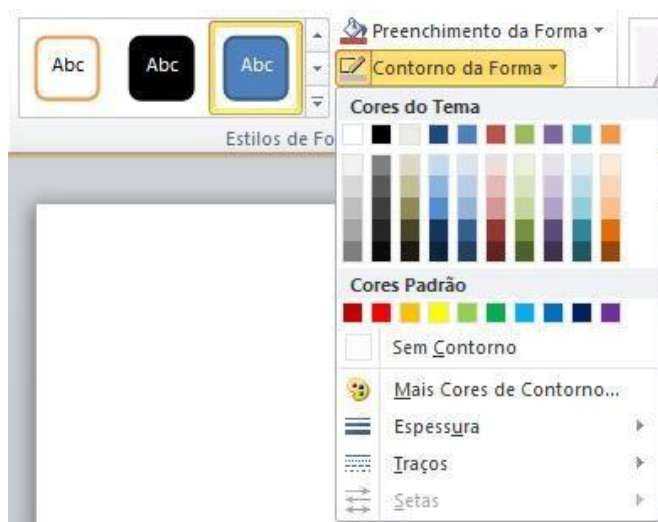 Abc Abc Abc
Preenchimento da Forma
Contorno da Forma
Estilos de Fo
Cores do Tema
Cores Padrão
Sem Contorno
Mais Cores de Contorno...
Espessura
Traços
Setas